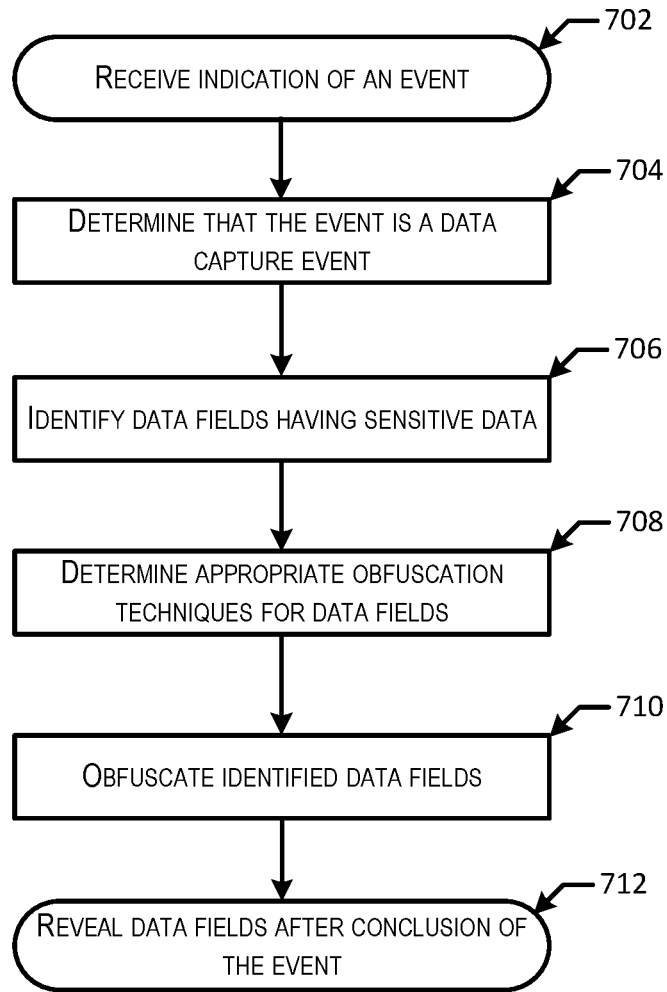 702
RECEIVE INDICATION OF AN EVENT
704
DETERMINE THAT THE EVENT IS A DATA
CAPTURE EVENT
706
IDENTIFY DATA FIELDS HAVING SENSITIVE DATA
708
DETERMINE APPROPRIATE OBFUSCATION
TECHNIQUES FOR DATA FIELDS
710
OBFUSCATE IDENTIFIED DATA FIELDS
712
REVEAL DATA FIELDS AFTER CONCLUSION OF
THE EVENT